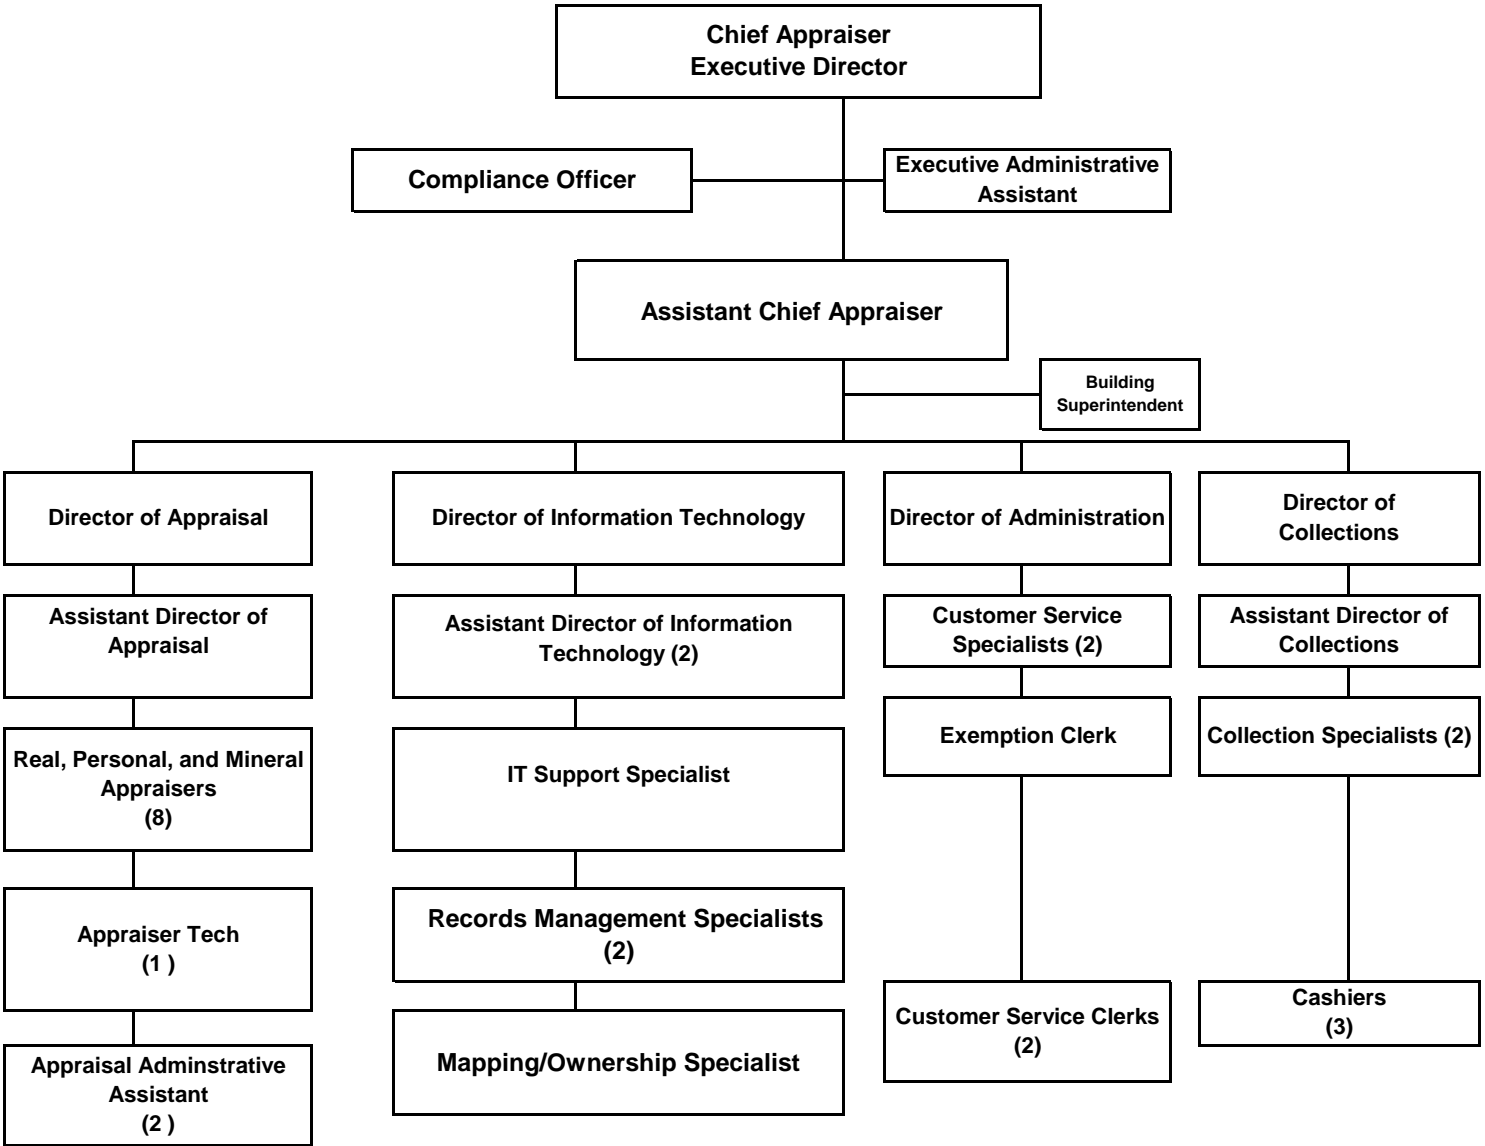 Chief Appraiser
Executive Director
Compliance Officer
Executive Administrative
Assistant
Assistant Chief Appraiser
Building
Superintendent
Director of Appraisal
Director of Information Technology
Director of Administration
Director of
Collections
Assistant Director of
Appraisal
Assistant Director of Information
Technology (2)
Customer Service
Specialists (2)
Assistant Director of
Collections
Real, Personal, and Mineral
Appraisers
(8)
IT Support Specialist
Exemption Clerk
Collection Specialists (2)
Appraiser Tech
(1 )
Records Management Specialists
(2)
Customer Service Clerks
(2)
Cashiers
(3)
Appraisal Adminstrative
Assistant
(2 )
Mapping/Ownership Specialist